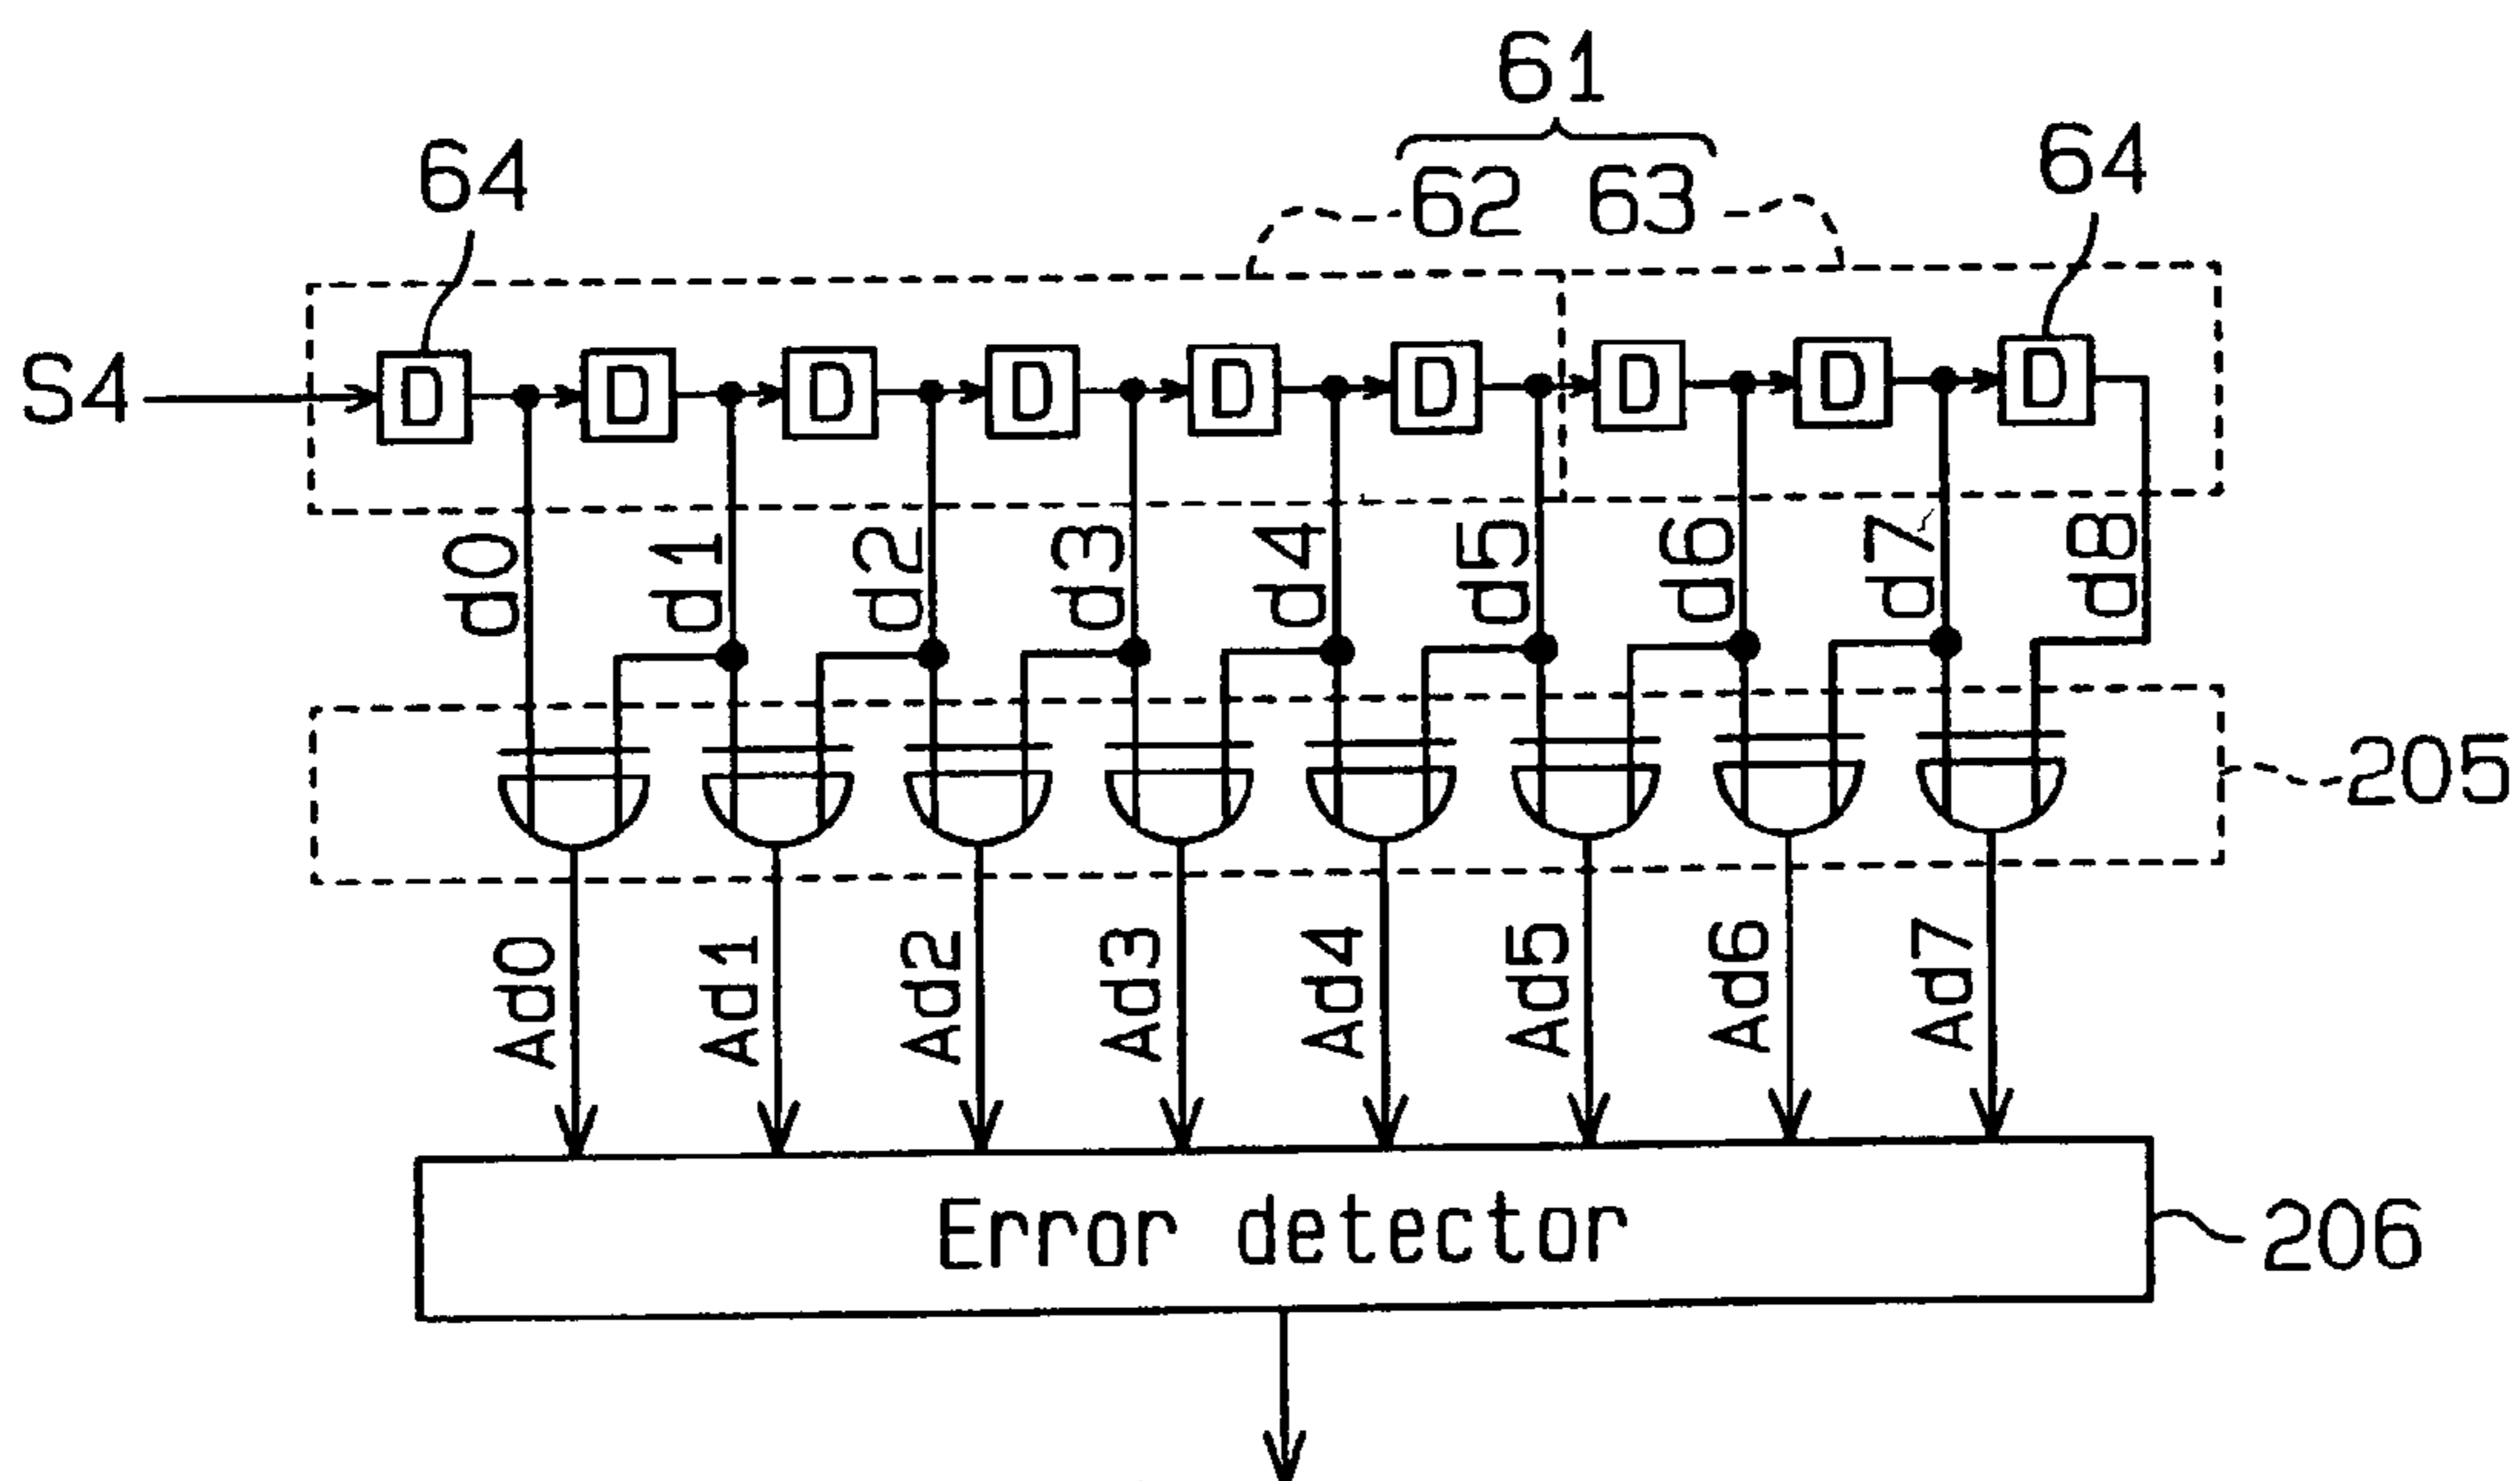 61
64
62 63
64
S4
D D D D D D D D D
d0 d1 d2 d3 d4 d5 d6 d7 d8
205
Ad0 Ad1 Ad2 Ad3 Ad4 Ad5 Ad6 Ad7
Error detector
206